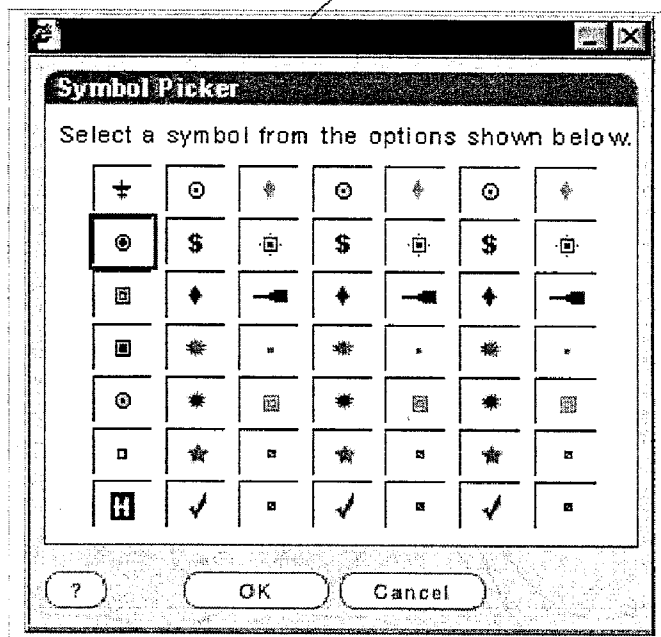 Symbol Picker
Select a symbol from the options shown below.
$ $ $
H
? OK Cancel